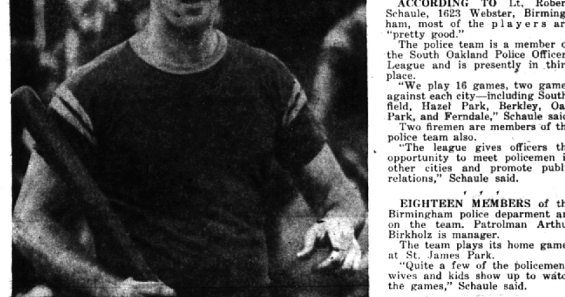 ACCORDING TO Lt. Rober
Schaule, 1623 Webster, Birming
ham, most of the players ar
"pretty good."
The police team is a member o
the South Oakland Police Officer
League and is presently in thir
place.
"We play 16 games, two game
against each city—including South
field, Hazel Park, Berkley, Oa
Park, and Ferndale," Schaule said
Two firemen are members of th
police team also.
"The league gives officers th
opportunity to meet policemen i
other cities and promote publ
relations," Schaule said.
EIGHTEEN MEMBERS of th
Birmingham police deparment ar
on the team. Patrolman Arthu
Birkholz is manager.
The team plays its home game
at St. James Park.
"Quite a few of the policemen
wives and kids show up to watc
the games," Schaule said.